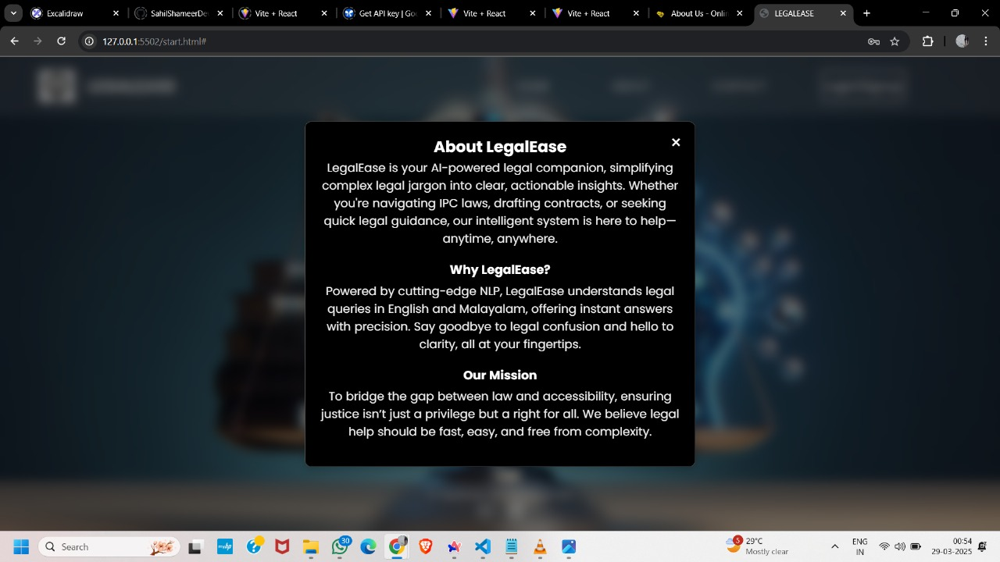 Excalidraw
SahilShameerDe
Vite + React
Get API key | Goo
Vite + React
Vite + React
About Us - Onlin
LEGALEASE
127.0.0.1:5502/start.html#
About LegalEase
LegalEase is your AI-powered legal companion, simplifying
complex legal jargon into clear, actionable insights. Whether
you're navigating IPC laws, drafting contracts, or seeking
quick legal guidance, our intelligent system is here to help—
anytime, anywhere.
Why LegalEase?
Powered by cutting-edge NLP, LegalEase understands legal
queries in English and Malayalam, offering instant answers
with precision. Say goodbye to legal confusion and hello to
clarity, all at your fingertips.
Our Mission
To bridge the gap between law and accessibility, ensuring
justice isn’t just a privilege but a right for all. We believe legal
help should be fast, easy, and free from complexity.
Search
myhp
30
5
29°C
Mostly clear
ENG
IN
00:54
29-03-2025